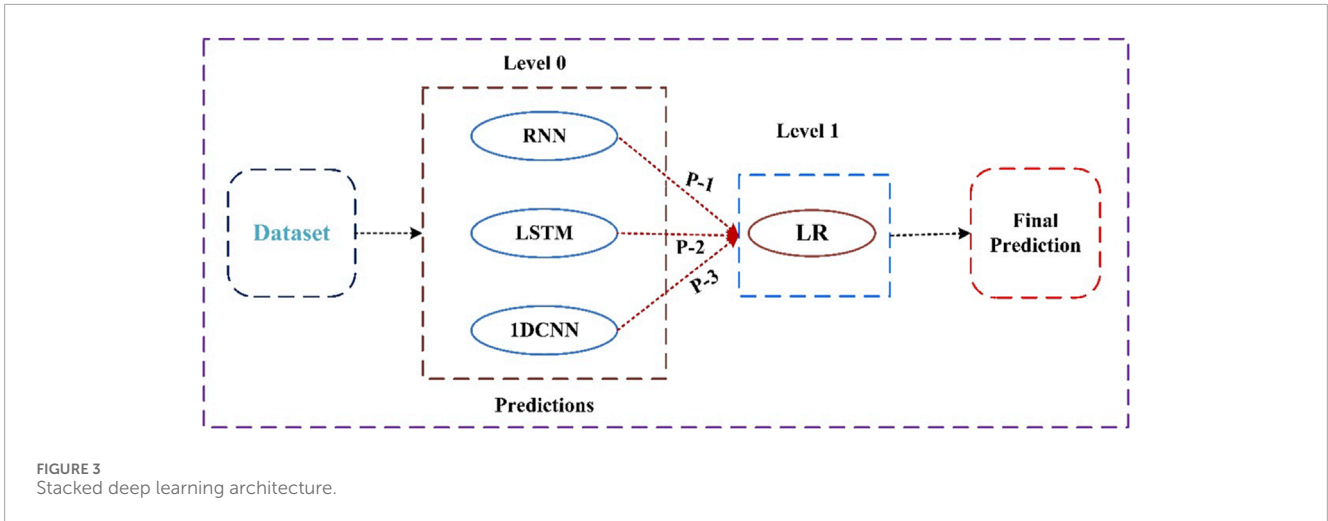 Level 0
RNN
Level 1
P-1
Dataset
LSTM
P-2
LR
Final
Prediction
P-3
1DCNN
Predictions
FIGURE 3
Stacked deep learning architecture.